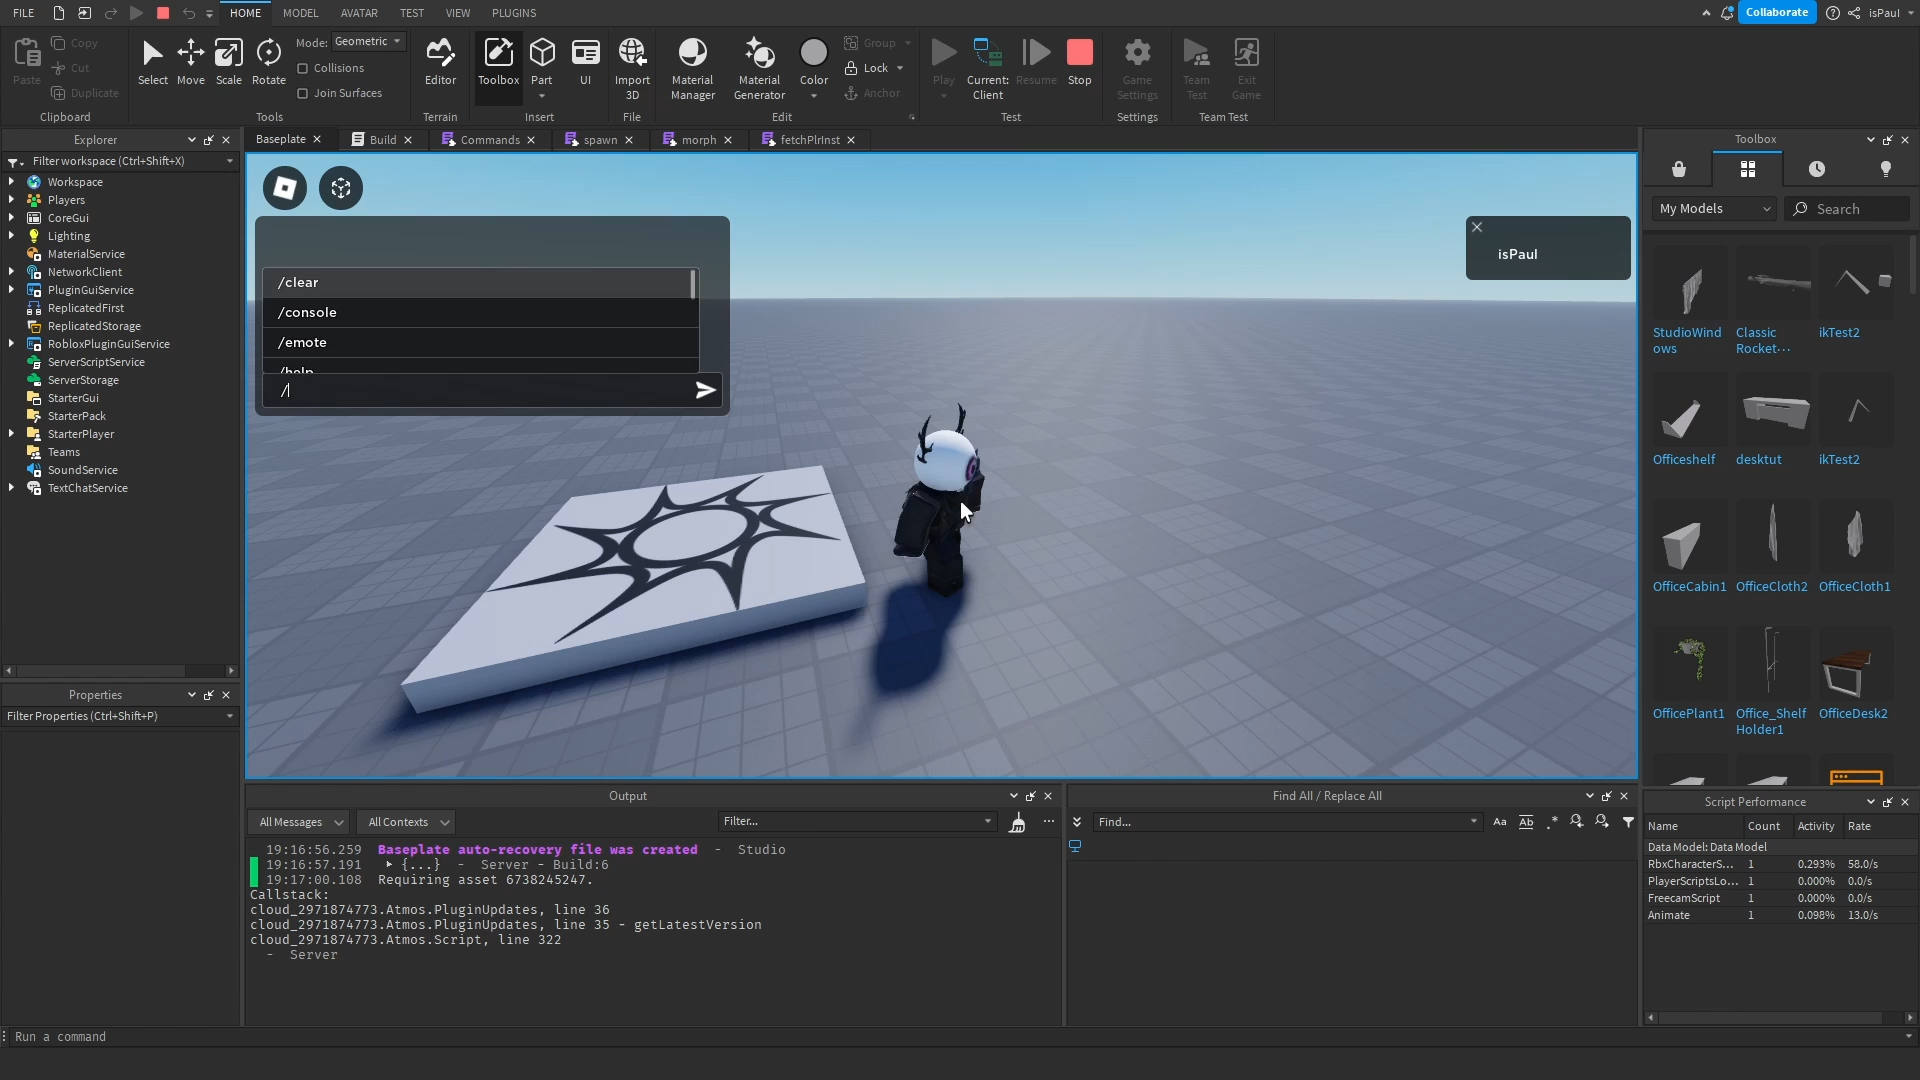 FILE
HOME
MODEL
AVATAR
TEST
VIEW
PLUGINS
Collaborate
isPaul
Paste
Copy
Cut
Duplicate
Clipboard
Select
Move
Scale
Rotate
Mode: Geometric
Collisions
Join Surfaces
Tools
Editor
Terrain
Toolbox
Part
UI
Insert
Import
3D
File
Material
Manager
Material
Generator
Color
Group
Lock
Anchor
Edit
Play
Current:
Client
Resume
Stop
Test
Game
Settings
Settings
Team
Test
Exit
Game
Team Test
Explorer
Filter workspace (Ctrl+Shift+X)
Workspace
Players
CoreGui
Lighting
MaterialService
NetworkClient
PluginGuiService
ReplicatedFirst
ReplicatedStorage
RobloxPluginGuiService
ServerScriptService
ServerStorage
StarterGui
StarterPack
StarterPlayer
Teams
SoundService
TextChatService
Properties
Filter Properties (Ctrl+Shift+P)
Baseplate
Build
Commands
spawn
morph
fetchPlrInst
/clear
/console
/emote
/help
/
isPaul
Output
All Messages
All Contexts
Filter...
19:16:56.259 Baseplate auto-recovery file was created - Studio
19:16:57.191 {...} - Server - Build:6
19:17:00.108 Requiring asset 6738245247.
Callstack:
cloud_2971874773.Atmos.PluginUpdates, line 36
cloud_2971874773.Atmos.PluginUpdates, line 35 - getLatestVersion
cloud_2971874773.Atmos.Script, line 322
- Server
Find All / Replace All
Find...
Aa
Ab
.*
Toolbox
My Models
Search
StudioWind
ows
Classic
Rocket...
ikTest2
Officeshelf
desktut
ikTest2
OfficeCabin1
OfficeCloth2
OfficeCloth1
OfficePlant1
Office_Shelf
Holder1
OfficeDesk2
Script Performance
Name Count Activity Rate
Data Model: Data Model
RbxCharacterS... 1 0.293% 58.0/s
PlayerScriptsLo... 1 0.000% 0.0/s
FreecamScript 1 0.000% 0.0/s
Animate 1 0.098% 13.0/s
Run a command